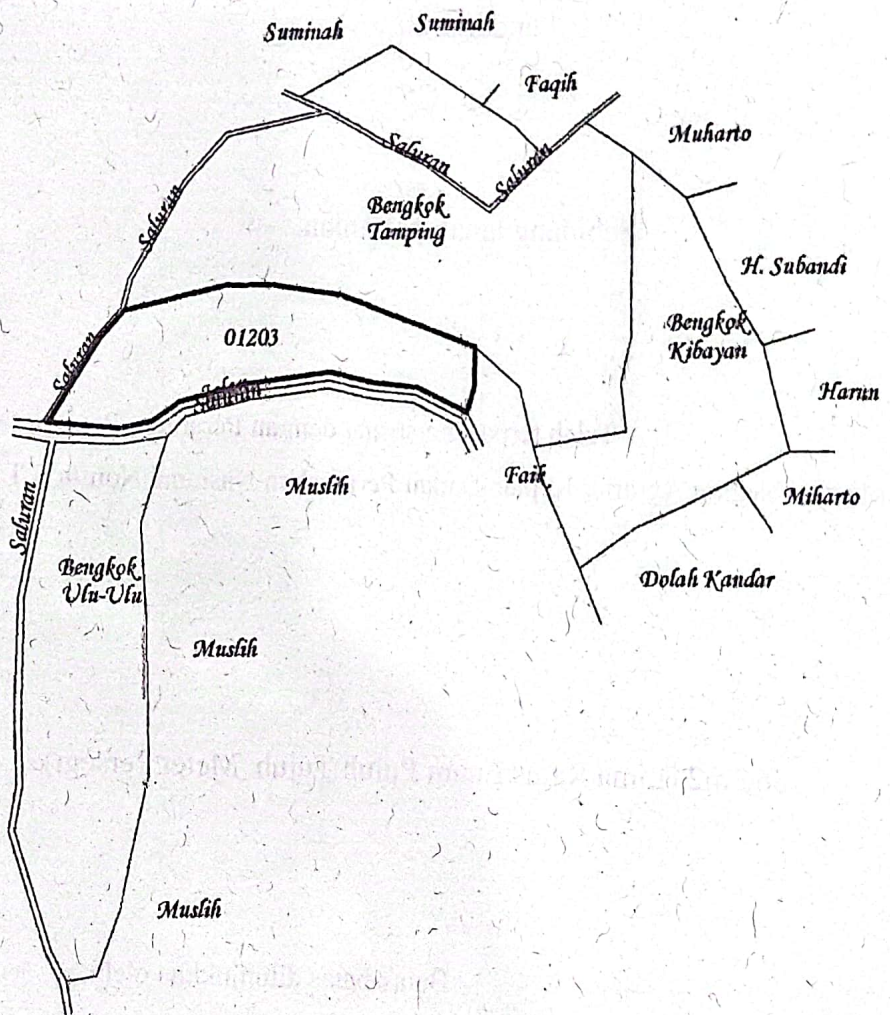 Suminah
Suminah
Faqih
Muharto
Saluran
Saluran
Saluran
Bengkok
Tamping
H. Subandi
Bengkok
Kibayan
01203
Saluran
Jalan
Saluran
Harun
Faik
Muslih
Miharto
Saluran
Bengkok
Ulu-Ulu
Dolah Kandar
Muslih
Muslih